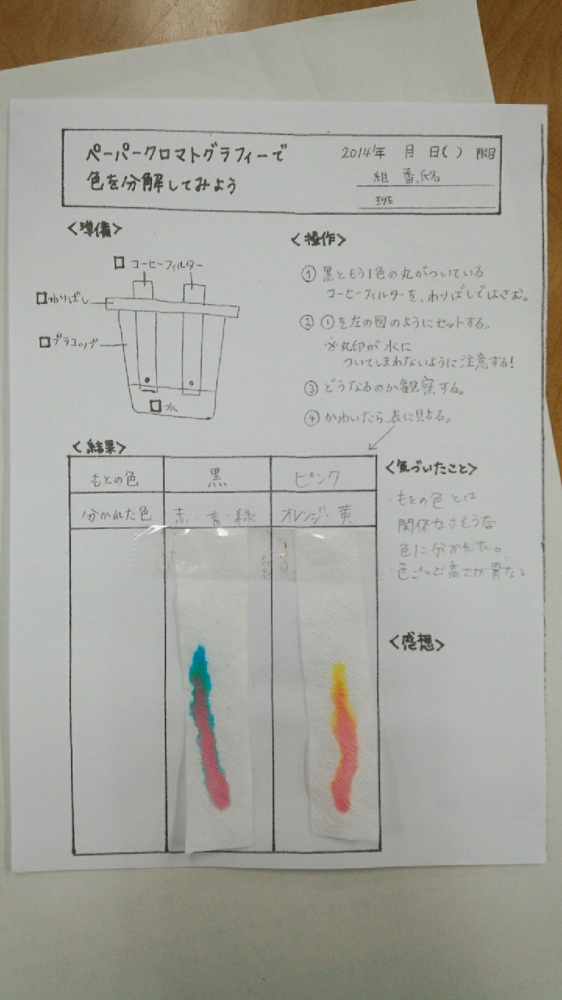 ペーパークロマトグラフィーで
色を分解してみよう
2014年 月 日( ) 限目
組 番、氏名
班
<準備>
コーヒーフィルター
わりばし
プラコップ
水
<操作>
① 黒ともう1色の丸がついている
コーヒーフィルターを、わりばしではさむ。
② ①を左の図のようにセットする。
※丸印が水に
ついてしまわないように注意する!
③ どうなるのか観察する。
④ かわいたら、表に貼る。
<結果>
もとの色 黒 ピンク
分かれた色 赤・青・緑 オレンジ・黄
<気づいたこと>
・もとの色とは
関係なさそうな
色に分かれた。
・色ごとで高さが異なる
<感想>